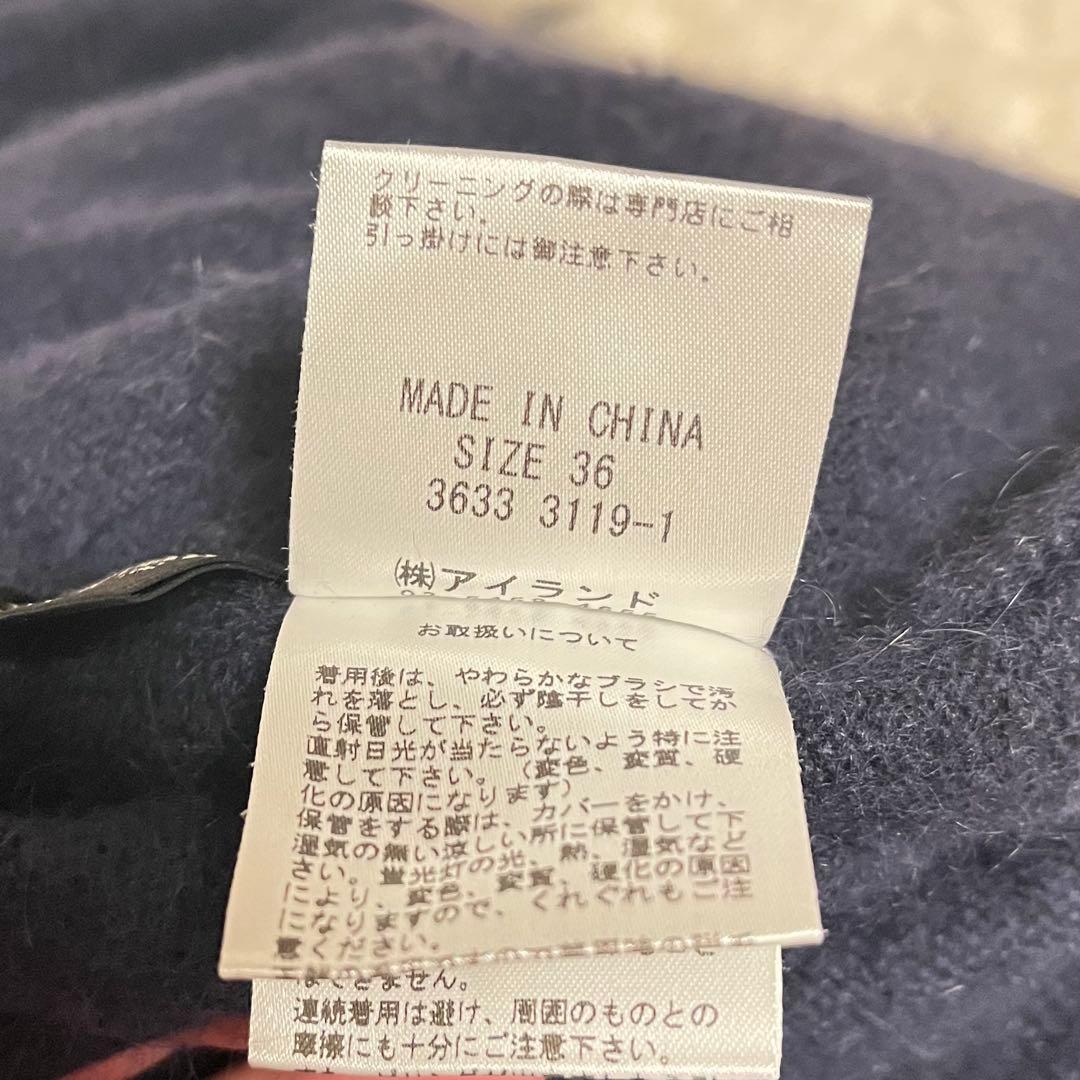 クリーニングの際は専門店にご相
談下さい。
引っ掛けには御注意下さい。
MADE IN CHINA
SIZE 36
3633 3119-1
㈱アイランド
お取扱いについて
着用後は、やわらかなブラシで汚
れを落とし、必ず陰干しをしてか
ら保管して下さい。
直射日光が当たらないよう特に注
意して下さい。（変色、変質、硬
化の原因になります）
保管をする際は、カバーをかけ、
湿気の無い涼しい所に保管して下
さい。蛍光灯の光、熱、湿気など
により、変色、変質、硬化の原因
になりますので、くれぐれもご注
意ください。
はできません。
連続着用は避け、周囲のものとの
摩擦にも十分にご注意下さい。